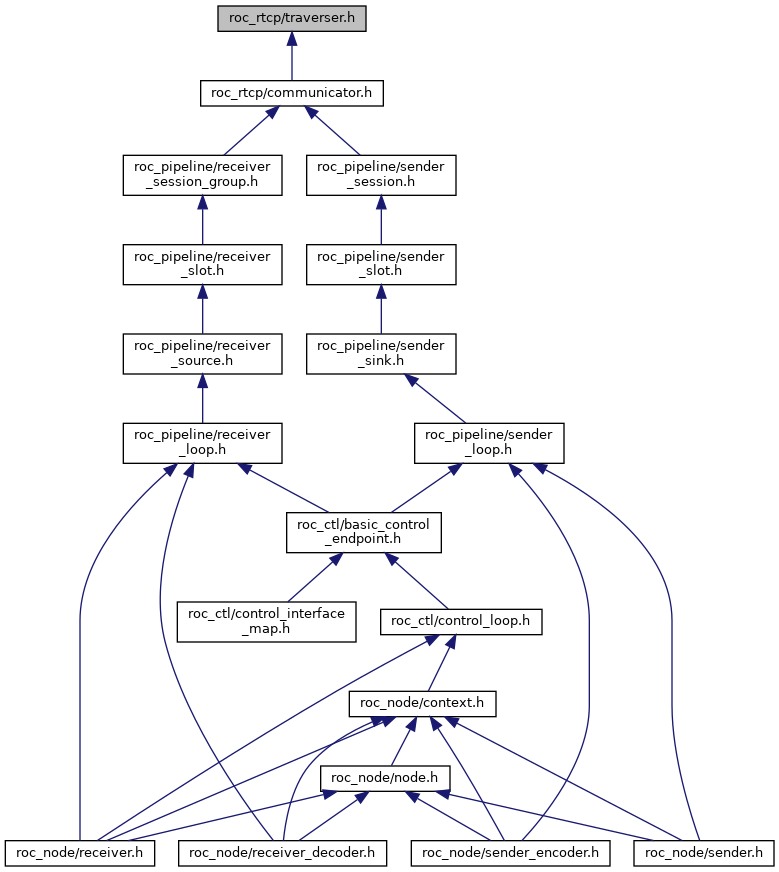 roc_rtcp/traverser.h
roc_rtcp/communicator.h
roc_pipeline/receiver
_session_group.h
roc_pipeline/sender
_session.h
roc_pipeline/receiver
_slot.h
roc_pipeline/sender
_slot.h
roc_pipeline/receiver
_source.h
roc_pipeline/sender
_sink.h
roc_pipeline/receiver
_loop.h
roc_pipeline/sender
_loop.h
roc_ctl/basic_control
_endpoint.h
roc_ctl/control_interface
_map.h
roc_ctl/control_loop.h
roc_node/context.h
roc_node/node.h
roc_node/receiver.h
roc_node/receiver_decoder.h
roc_node/sender_encoder.h
roc_node/sender.h